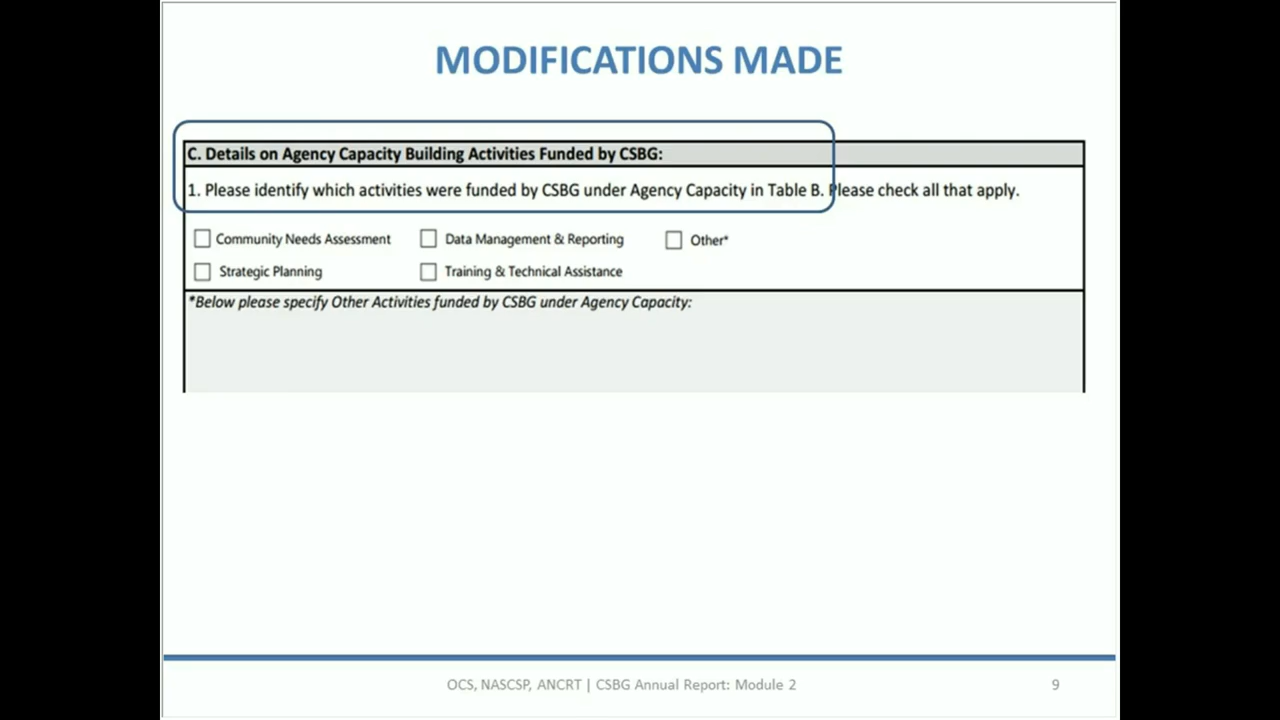 MODIFICATIONS MADE
C. Details on Agency Capacity Building Activities Funded by CSBG:
1. Please identify which activities were funded by CSBG under Agency Capacity in Table B. Please check all that apply.
Community Needs Assessment Data Management & Reporting Other*
Strategic Planning Training & Technical Assistance
*Below please specify Other Activities funded by CSBG under Agency Capacity:
OCS, NASCSP, ANCRT | CSBG Annual Report: Module 2 9